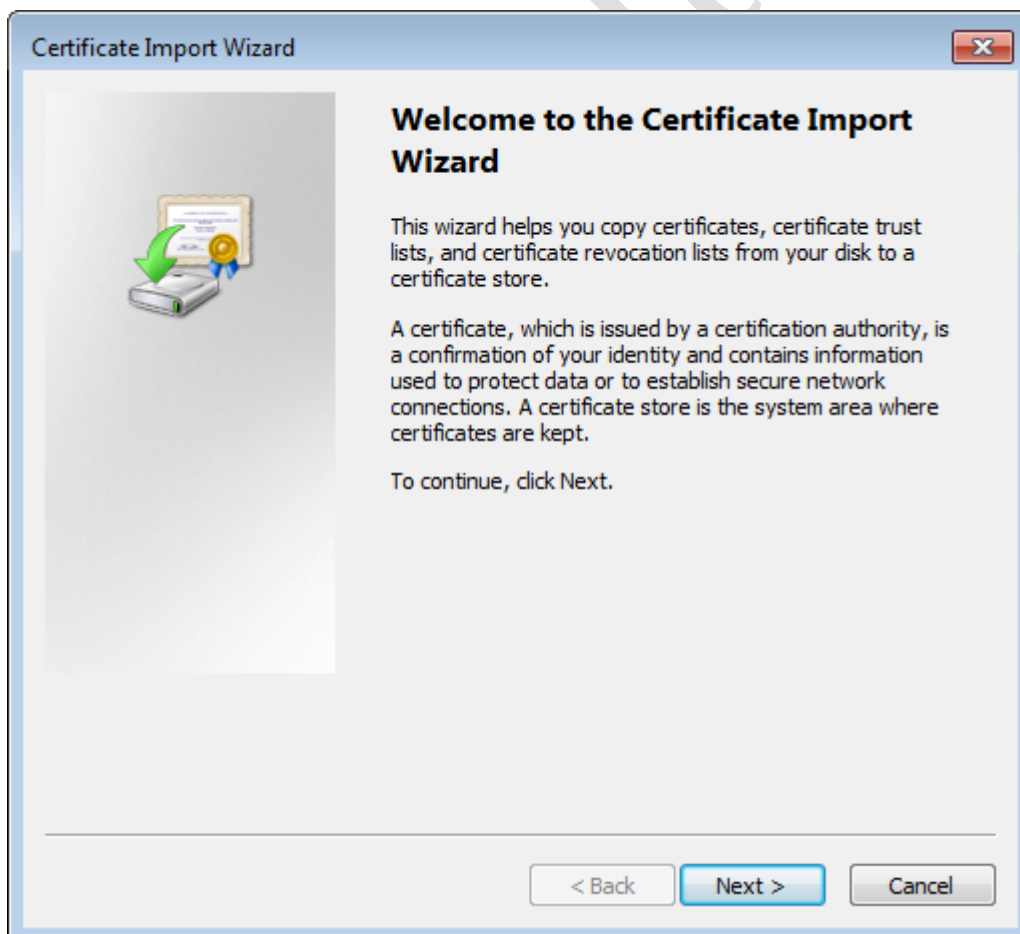 Certificate Import Wizard
Welcome to the Certificate Import
Wizard
This wizard helps you copy certificates, certificate trust
lists, and certificate revocation lists from your disk to a
certificate store.
A certificate, which is issued by a certification authority, is
a confirmation of your identity and contains information
used to protect data or to establish secure network
connections. A certificate store is the system area where
certificates are kept.
To continue, click Next.
< Back
Next >
Cancel